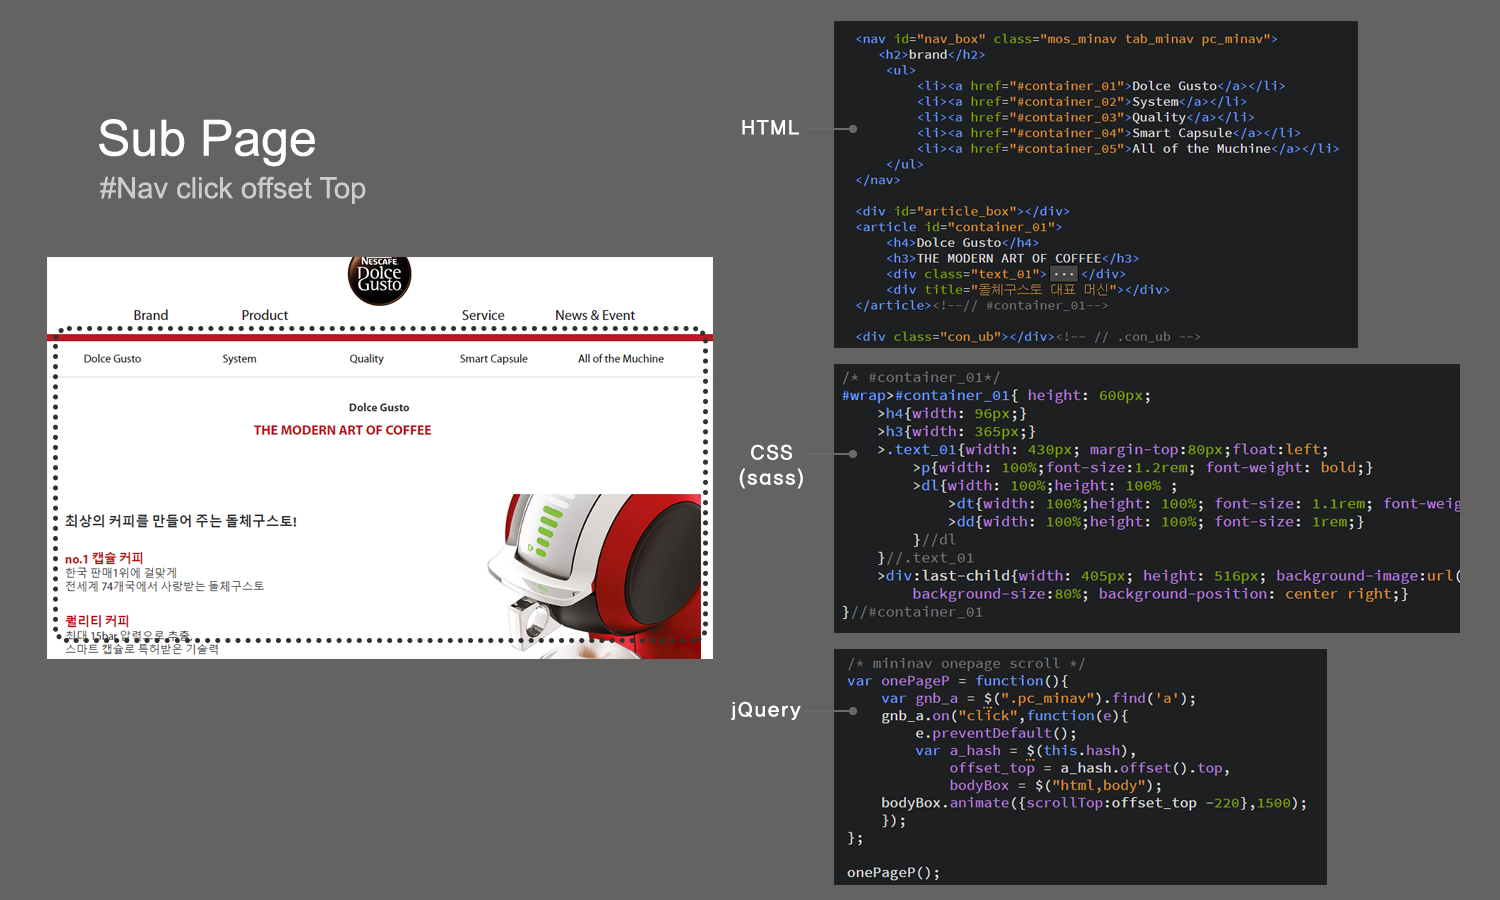 Sub Page
#Nav click offset Top
NESCAFE
Dolce
Gusto
Brand Product Service News & Event
Dolce Gusto System Quality Smart Capsule All of the Machine
Dolce Gusto
THE MODERN ART OF COFFEE
최상의 커피를 만들어 주는 돌체구스토!
no.1 캡슐 커피
한국 판매1위에 걸맞게
전세계 74개국에서 사랑받는 돌체구스토
퀄리티 커피
최대 15bar 압력으로 추출,
스마트 캡슐로 특허받은 기술력
HTML
<nav id="nav_box" class="mos_minav tab_minav pc_minav">
<h2>brand</h2>
<ul>
<li><a href="#container_01">Dolce Gusto</a></li>
<li><a href="#container_02">System</a></li>
<li><a href="#container_03">Quality</a></li>
<li><a href="#container_04">Smart Capsule</a></li>
<li><a href="#container_05">All of the Muchine</a></li>
</ul>
</nav>
<div id="article_box"></div>
<article id="container_01">
<h4>Dolce Gusto</h4>
<h3>THE MODERN ART OF COFFEE</h3>
<div class="text_01">...</div>
<div title="돌체구스토 대표 머신"></div>
</article><!--// #container_01-->
<div class="con_ub"></div><!-- // .con_ub -->
CSS
(sass)
/* #container_01*/
#wrap>#container_01{ height: 600px;
>h4{width: 96px;}
>h3{width: 365px;}
>.text_01{width: 430px; margin-top:80px;float:left;
>p{width: 100%;font-size:1.2rem; font-weight: bold;}
>dl{width: 100%;height: 100% ;
>dt{width: 100%;height: 100%; font-size: 1.1rem; font-weig
>dd{width: 100%;height: 100%; font-size: 1rem;}
}//dl
}//.text_01
>div:last-child{width: 405px; height: 516px; background-image:url(
background-size:80%; background-position: center right;}
}//#container_01
jQuery
/* mininav onepage scroll */
var onePageP = function(){
var gnb_a = $(".pc_minav").find('a');
gnb_a.on("click",function(e){
e.preventDefault();
var a_hash = $(this.hash),
offset_top = a_hash.offset().top,
bodyBox = $("html,body");
bodyBox.animate({scrollTop:offset_top -220},1500);
});
};
onePageP();